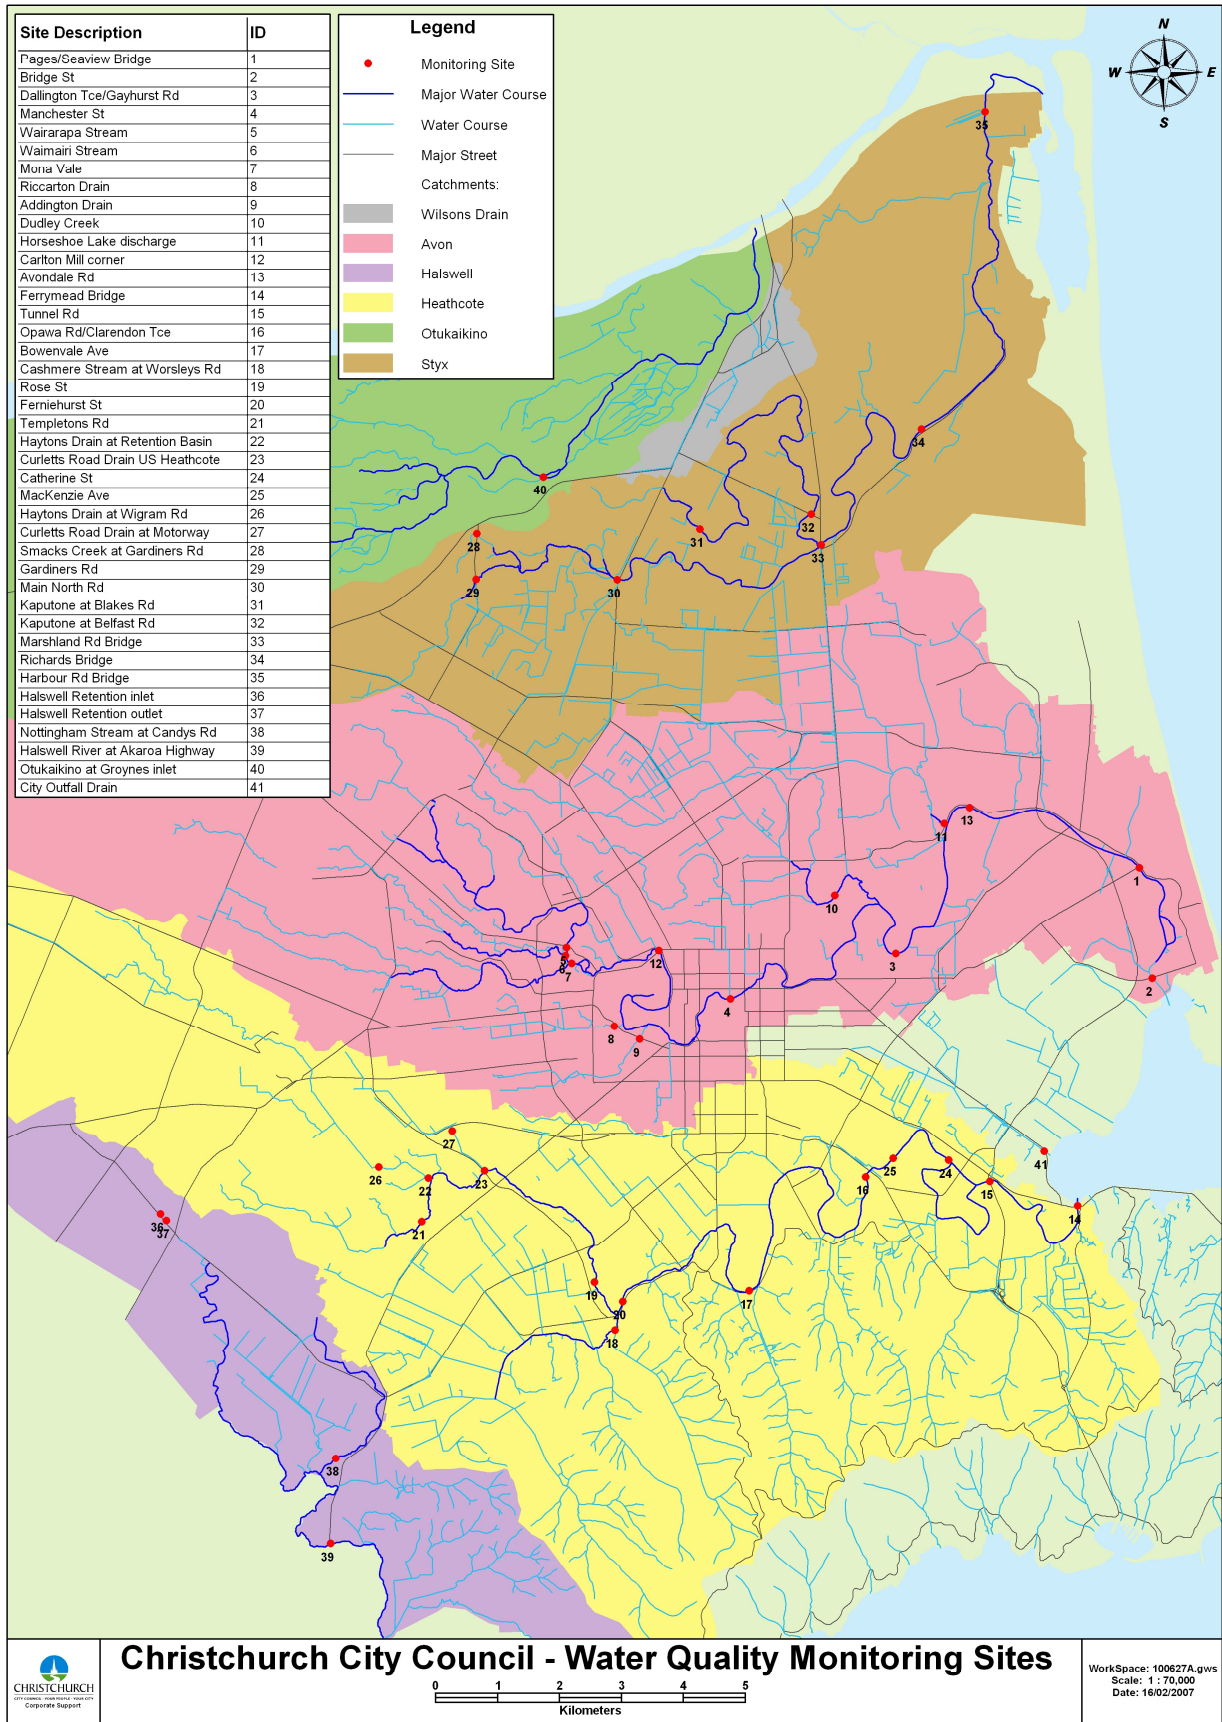 Site Description ID
Pages/Seaview Bridge 1
Bridge St 2
Dallington Tce/Gayhurst Rd 3
Manchester St 4
Wairarapa Stream 5
Waimairi Stream 6
Mona Vale 7
Riccarton Drain 8
Addington Drain 9
Dudley Creek 10
Horseshoe Lake discharge 11
Carlton Mill corner 12
Avondale Rd 13
Ferrymead Bridge 14
Tunnel Rd 15
Opawa Rd/Clarendon Tce 16
Bowenvale Ave 17
Cashmere Stream at Worsleys Rd 18
Rose St 19
Ferniehurst St 20
Templetons Rd 21
Haytons Drain at Retention Basin 22
Curletts Road Drain US Heathcote 23
Catherine St 24
MacKenzie Ave 25
Haytons Drain at Wigram Rd 26
Curletts Road Drain at Motorway 27
Smacks Creek at Gardiners Rd 28
Gardiners Rd 29
Main North Rd 30
Kaputone at Blakes Rd 31
Kaputone at Belfast Rd 32
Marshland Rd Bridge 33
Richards Bridge 34
Harbour Rd Bridge 35
Halswell Retention inlet 36
Halswell Retention outlet 37
Nottingham Stream at Candys Rd 38
Halswell River at Akaroa Highway 39
Otukaikino at Groynes inlet 40
City Outfall Drain 41
Legend
Monitoring Site
Major Water Course
Water Course
Major Street
Catchments:
Wilsons Drain
Avon
Halswell
Heathcote
Otukaikino
Styx
N
W E
S
35
34
40
32
31
28
33
29
30
13
11
1
10
12
3
5
6
7
2
4
8
9
27
25
41
24
26
22
23
16
15
14
36
37
21
19
17
20
18
38
39
CHRISTCHURCH
CITY COUNCIL · YOUR PEOPLE · YOUR CITY
Corporate Support
Christchurch City Council - Water Quality Monitoring Sites
0 1 2 3 4 5
Kilometers
WorkSpace: 100627A.gws
Scale: 1 : 70,000
Date: 16/02/2007